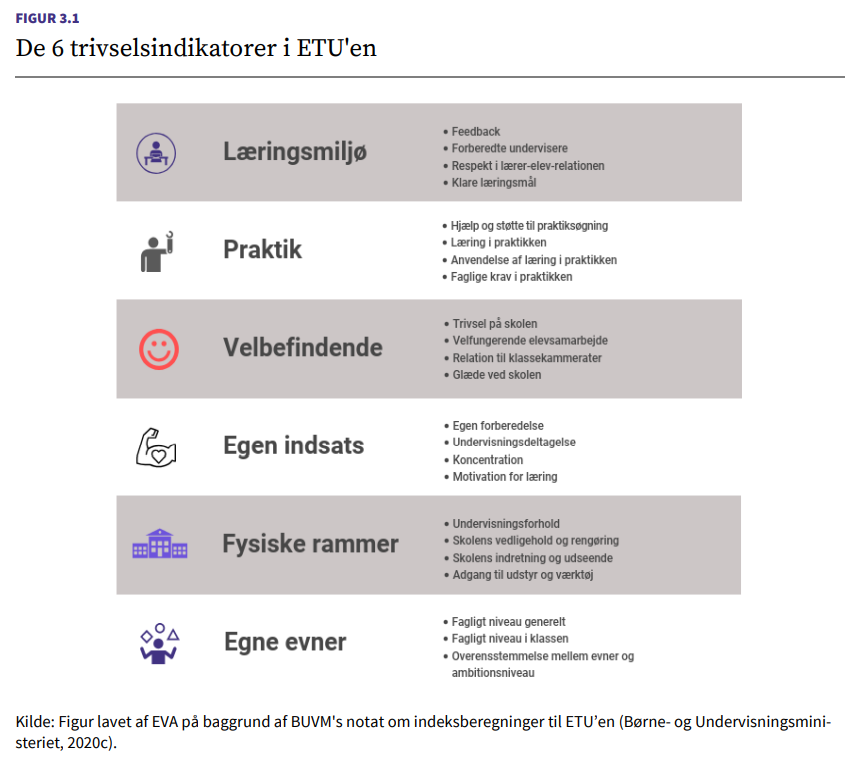 FIGUR 3.1
De 6 trivselsindikatorer i ETU'en
Læringsmiljø
• Feedback
• Forberedte undervisere
• Respekt i lærer-elev-relationen
• Klare læringsmål
Praktik
• Hjælp og støtte til praktiksøgning
• Læring i praktikken
• Anvendelse af læring i praktikken
• Faglige krav i praktikken
Velbefindende
• Trivsel på skolen
• Velfungerende elevsamarbejde
• Relation til klassekammerater
• Glæde ved skolen
Egen indsats
• Egen forberedelse
• Undervisningsdeltagelse
• Koncentration
• Motivation for læring
Fysiske rammer
• Undervisningsforhold
• Skolens vedligehold og rengøring
• Skolens indretning og udseende
• Adgang til udstyr og værktøj
Egne evner
• Fagligt niveau generelt
• Fagligt niveau i klassen
• Overensstemmelse mellem evner og
ambitionsniveau
Kilde: Figur lavet af EVA på baggrund af BUVM's notat om indeksberegninger til ETU’en (Børne- og Undervisningsmini-
steriet, 2020c).